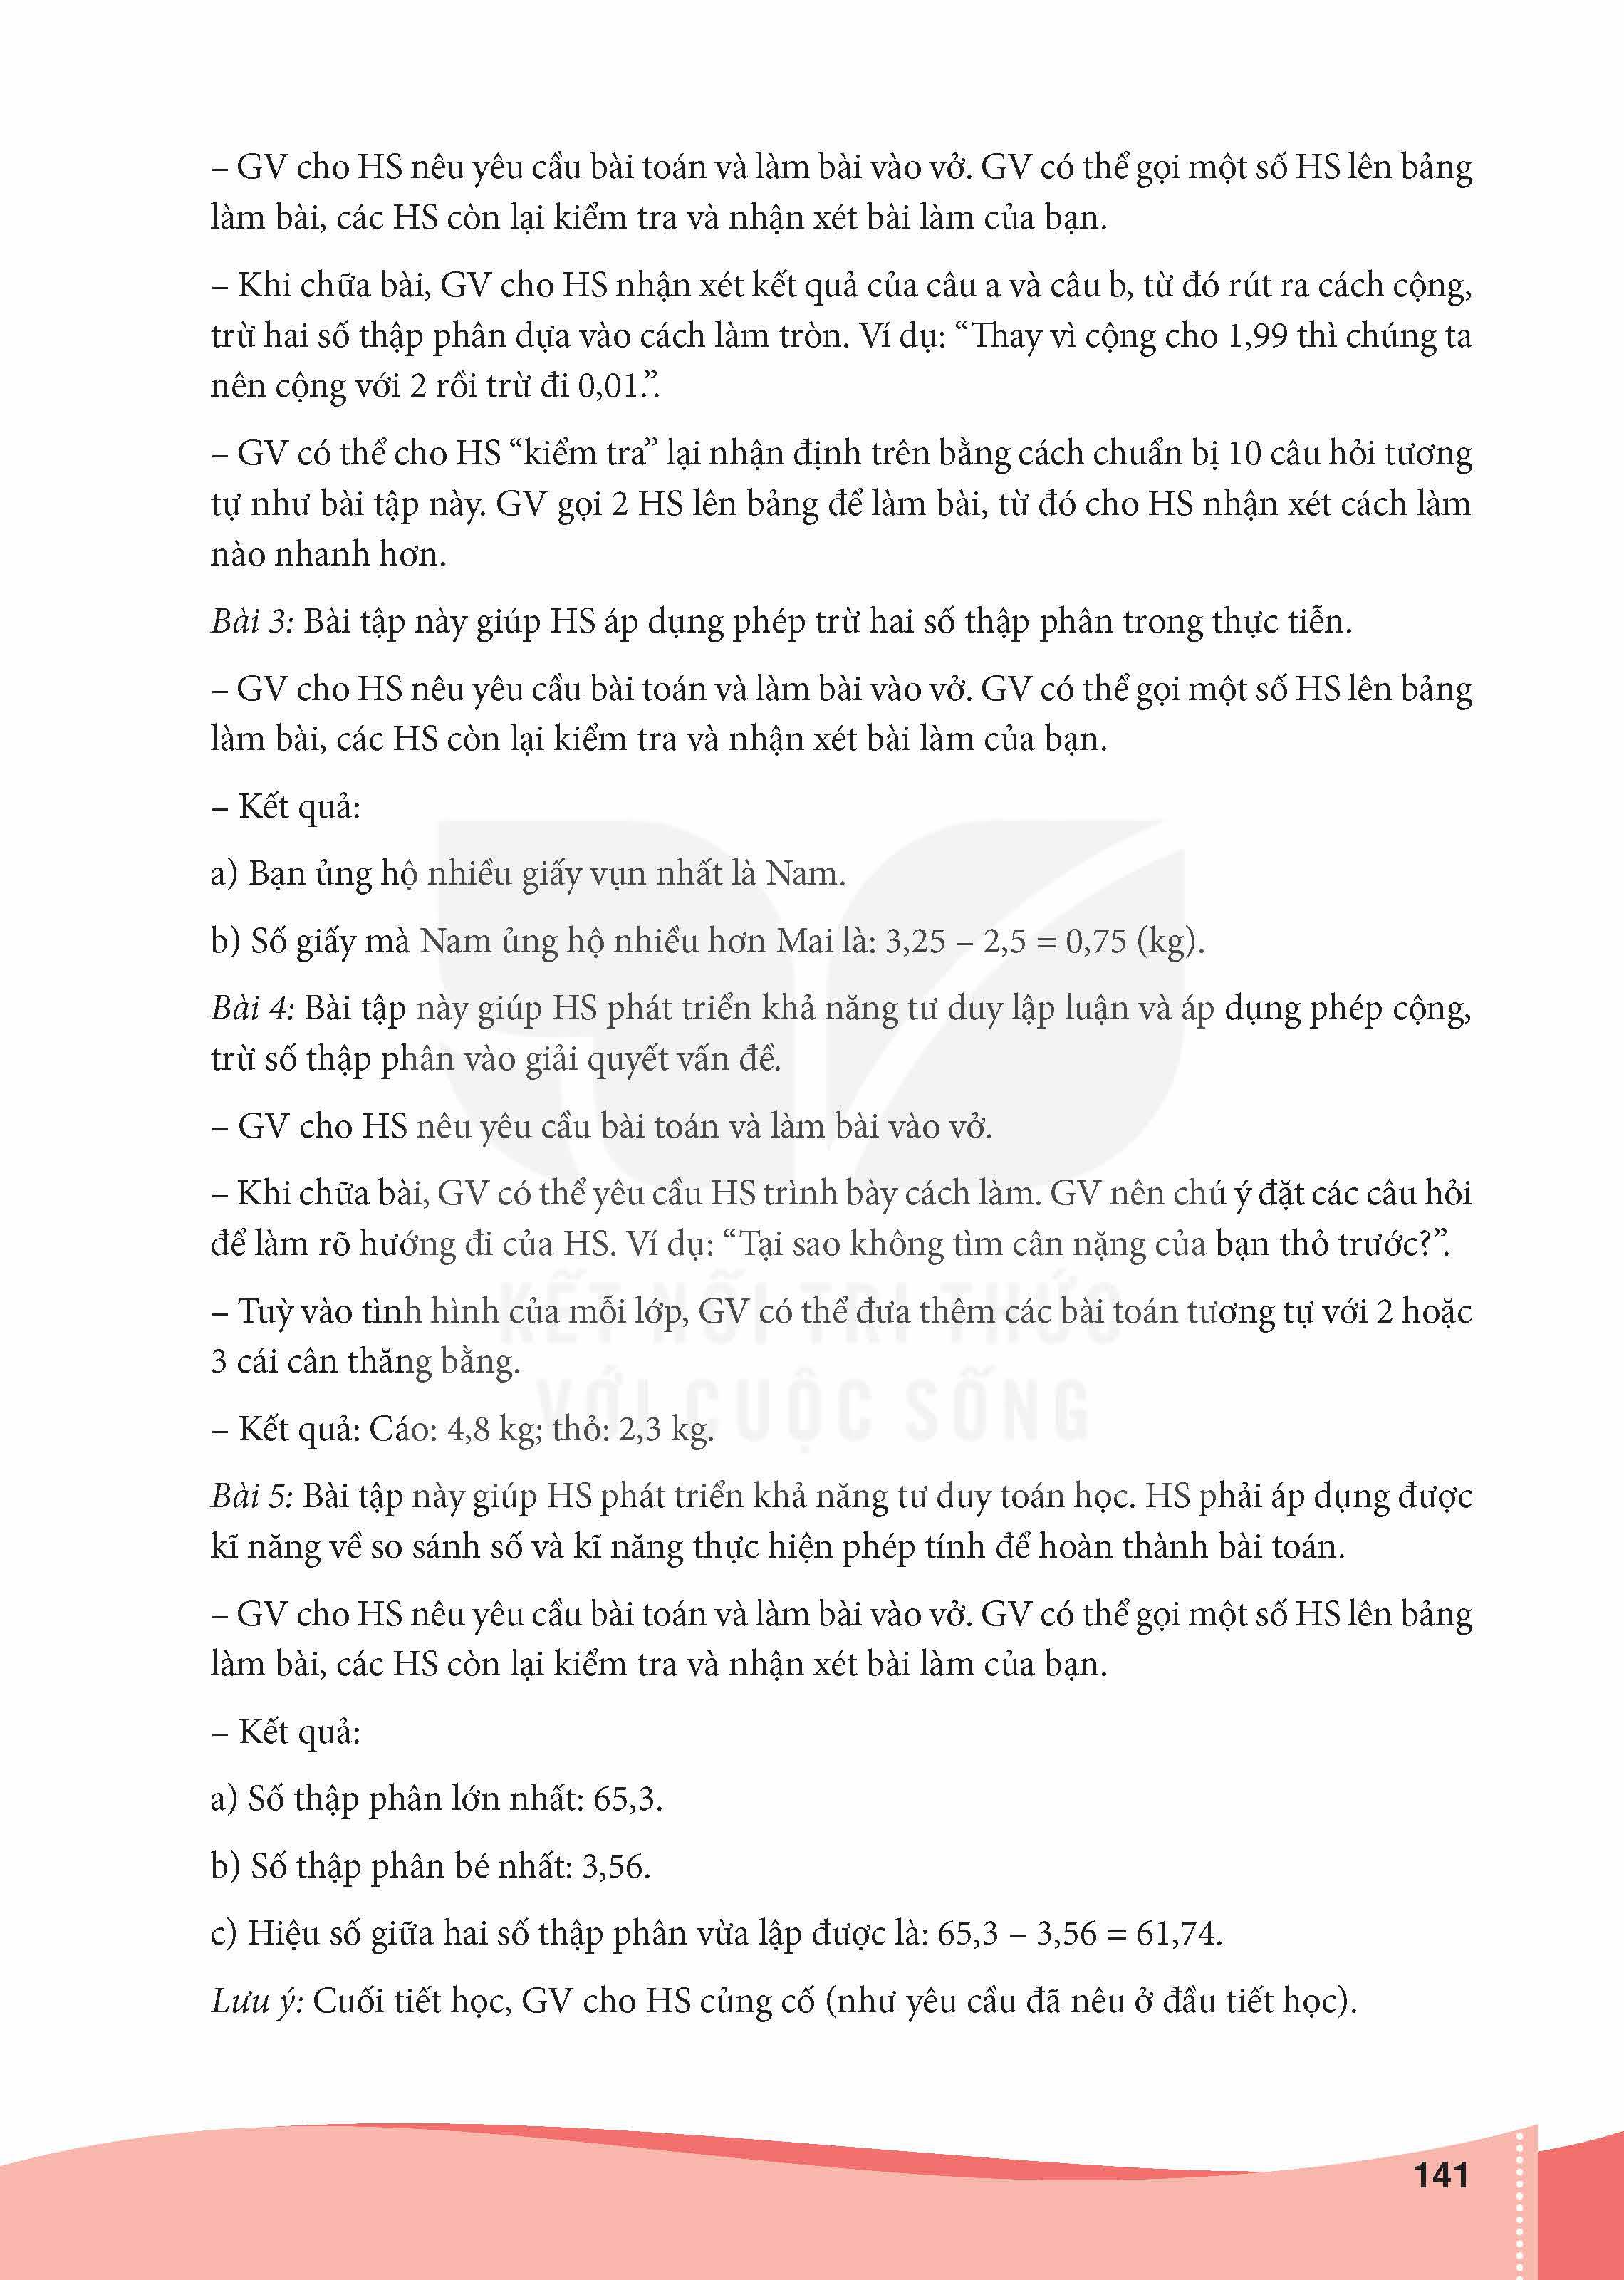 – GV cho HS nêu yêu cầu bài toán và làm bài vào vở. GV có thể gọi một số HS lên bảng
làm bài, các HS còn lại kiểm tra và nhận xét bài làm của bạn.
– Khi chữa bài, GV cho HS nhận xét kết quả của câu a và câu b, từ đó rút ra cách cộng,
trừ hai số thập phân dựa vào cách làm tròn. Ví dụ: “Thay vì cộng cho 1,99 thì chúng ta
nên cộng với 2 rồi trừ đi 0,01.”.
– GV có thể cho HS “kiểm tra” lại nhận định trên bằng cách chuẩn bị 10 câu hỏi tương
tự như bài tập này. GV gọi 2 HS lên bảng để làm bài, từ đó cho HS nhận xét cách làm
nào nhanh hơn.
Bài 3: Bài tập này giúp HS áp dụng phép trừ hai số thập phân trong thực tiễn.
– GV cho HS nêu yêu cầu bài toán và làm bài vào vở. GV có thể gọi một số HS lên bảng
làm bài, các HS còn lại kiểm tra và nhận xét bài làm của bạn.
– Kết quả:
a) Bạn ủng hộ nhiều giấy vụn nhất là Nam.
b) Số giấy mà Nam ủng hộ nhiều hơn Mai là: 3,25 – 2,5 = 0,75 (kg).
Bài 4: Bài tập này giúp HS phát triển khả năng tư duy lập luận và áp dụng phép cộng,
trừ số thập phân vào giải quyết vấn đề.
– GV cho HS nêu yêu cầu bài toán và làm bài vào vở.
– Khi chữa bài, GV có thể yêu cầu HS trình bày cách làm. GV nên chú ý đặt các câu hỏi
để làm rõ hướng đi của HS. Ví dụ: “Tại sao không tìm cân nặng của bạn thỏ trước?”.
KẾT NỐI TRI THỨC
– Tuỳ vào tình hình của mỗi lớp, GV có thể đưa thêm các bài toán tương tự với 2 hoặc
3 cái cân thăng bằng.
VỚI CUỘC SỐNG
– Kết quả: Cáo: 4,8 kg; thỏ: 2,3 kg.
Bài 5: Bài tập này giúp HS phát triển khả năng tư duy toán học. HS phải áp dụng được
kĩ năng về so sánh số và kĩ năng thực hiện phép tính để hoàn thành bài toán.
– GV cho HS nêu yêu cầu bài toán và làm bài vào vở. GV có thể gọi một số HS lên bảng
làm bài, các HS còn lại kiểm tra và nhận xét bài làm của bạn.
– Kết quả:
a) Số thập phân lớn nhất: 65,3.
b) Số thập phân bé nhất: 3,56.
c) Hiệu số giữa hai số thập phân vừa lập được là: 65,3 – 3,56 = 61,74.
Lưu ý: Cuối tiết học, GV cho HS củng cố (như yêu cầu đã nêu ở đầu tiết học).
141